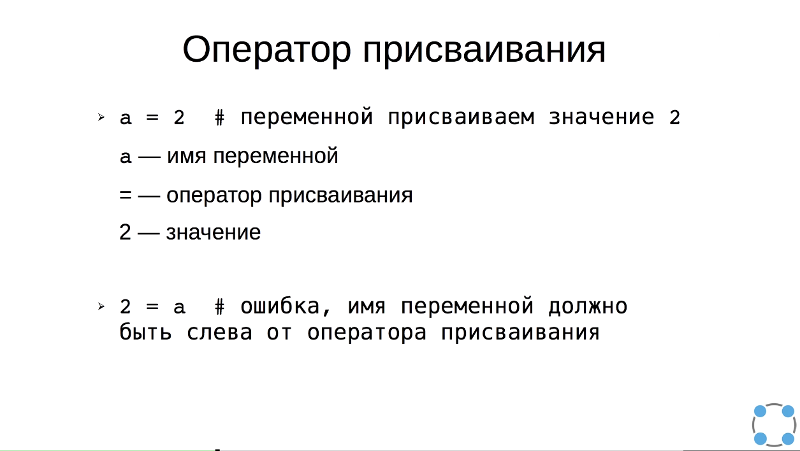 Оператор присваивания
a = 2  # переменной присваиваем значение 2
a — имя переменной
= — оператор присваивания
2 — значение
2 = a  # ошибка, имя переменной должно
быть слева от оператора присваивания